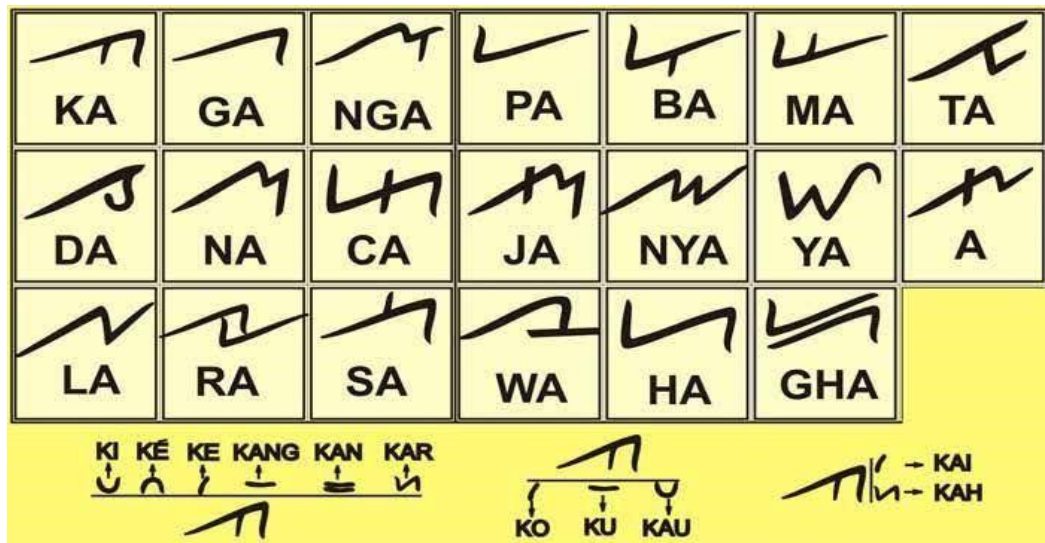 KA GA NGA PA BA MA TA
DA NA CA JA NYA YA A
LA RA SA WA HA GHA
KI KÉ KE KANG KAN KAR
KO KU KAU
KAI
KAH